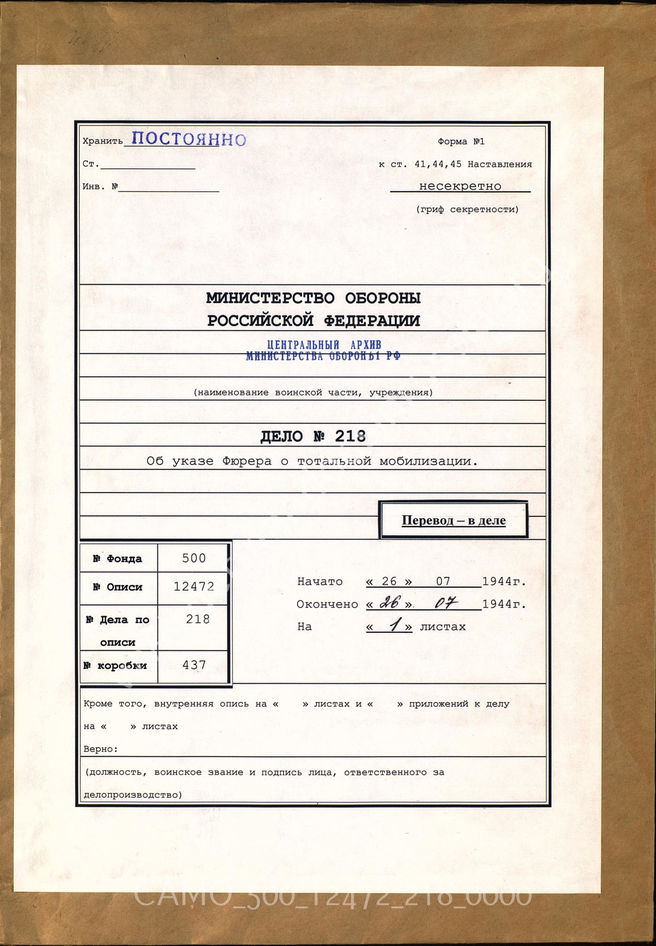 Хранить ПОСТОЯННО
Форма №1
Ст.
к ст. 41,44,45 Наставления
Инв. №
несекретно
(гриф секретности)
МИНИСТЕРСТВО ОБОРОНЫ
РОССИЙСКОЙ ФЕДЕРАЦИИ
ЦЕНТРАЛЬНЫЙ АРХИВ
МИНИСТЕРСТВА ОБОРОНЫ РФ
(наименование воинской части, учреждения)
ДЕЛО № 218
Об указе Фюрера о тотальной мобилизации.
Перевод – в деле
№ Фонда 500
№ Описи 12472
№ Дела по описи 218
№ коробки 437
Начато « 26 » 07 1944г.
Окончено « 26 » 07 1944г.
На « 1 » листах
Кроме того, внутренняя опись на « » листах и « » приложений к делу
на « » листах
Верно:
(должность, воинское звание и подпись лица, ответственного за
делопроизводство)
CAMO_500_12472_218_0000